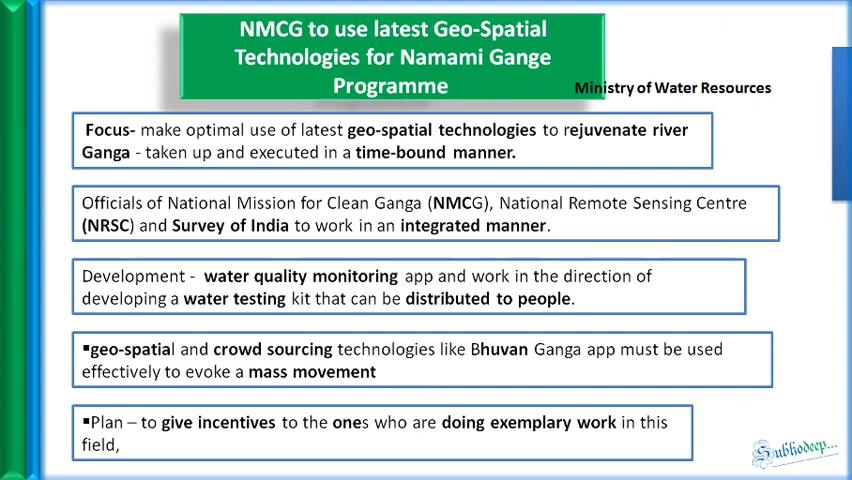 NMCG to use latest Geo-Spatial
Technologies for Namami Gange
Programme
Ministry of Water Resources
Focus- make optimal use of latest geo-spatial technologies to rejuvenate river
Ganga - taken up and executed in a time-bound manner.
Officials of National Mission for Clean Ganga (NMCG), National Remote Sensing Centre
(NRSC) and Survey of India to work in an integrated manner.
Development - water quality monitoring app and work in the direction of
developing a water testing kit that can be distributed to people.
▪geo-spatial and crowd sourcing technologies like Bhuvan Ganga app must be used
effectively to evoke a mass movement
▪Plan – to give incentives to the ones who are doing exemplary work in this
field,
Subhodeep...